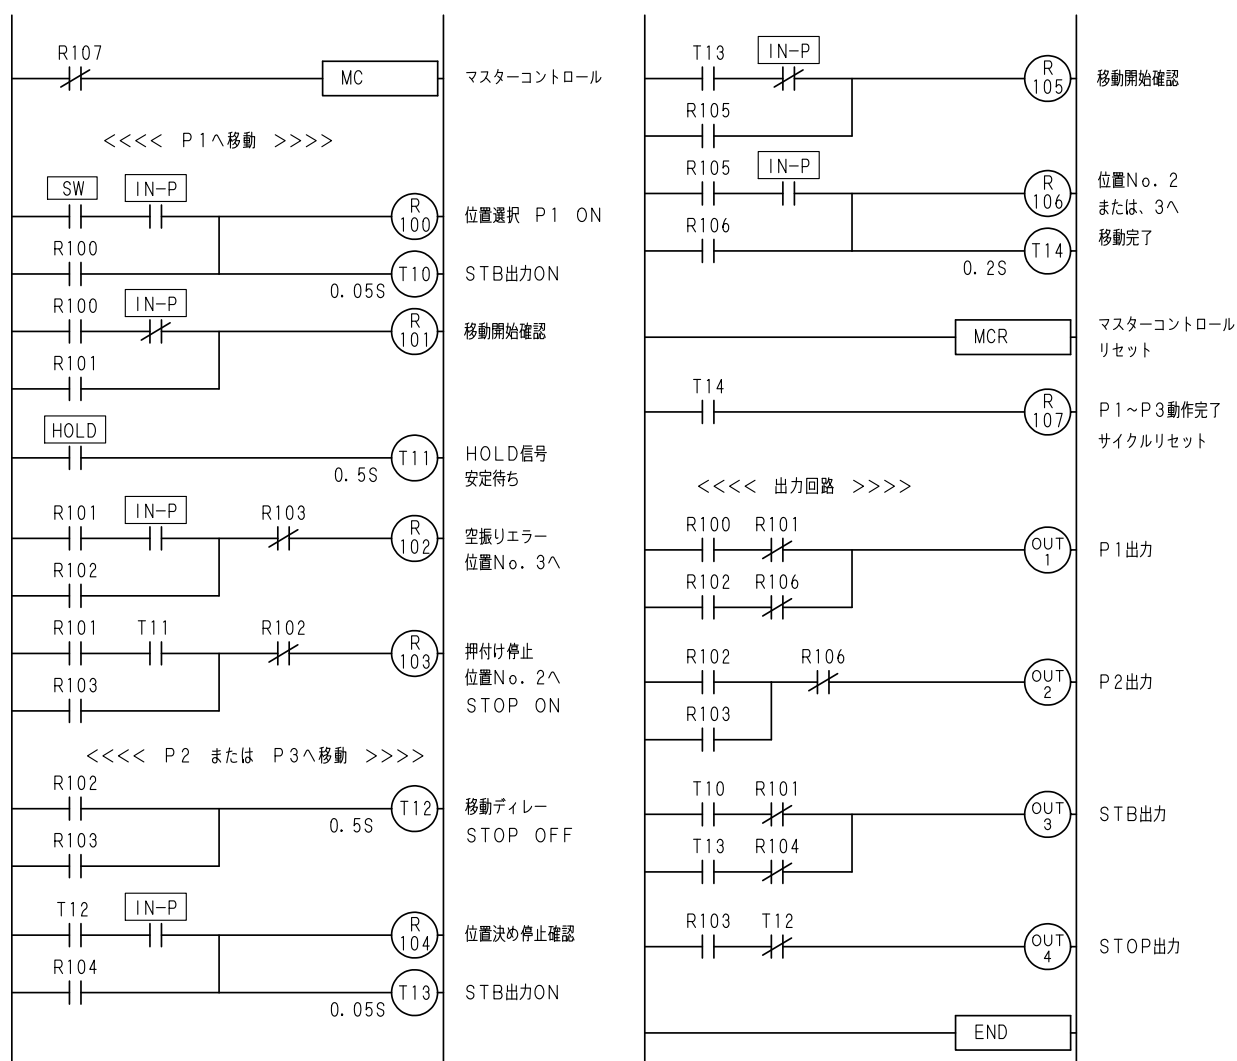 R107
MC マスターコントロール
<<<< P1へ移動 >>>>
SW IN-P
R 100 位置選択 P1 ON
R100
T10 STB出力ON
0.05S
R100 IN-P
R 101 移動開始確認
R101
HOLD
T11 HOLD信号
0.5S 安定待ち
R101 IN-P R103
R 102 空振りエラー
位置No.3へ
R102
R101 T11 R102
R 103 押付け停止
位置No.2へ
R103
STOP ON
<<<< P2 または P3へ移動 >>>>
R102
T12 移動ディレー
0.5S STOP OFF
R103
T12 IN-P
R 104 位置決め停止確認
R104
T13 STB出力ON
0.05S
T13 IN-P
R 105 移動開始確認
R105
R105 IN-P
R 106 位置No.2
または、3へ
移動完了
R106
T14
0.2S
MCR マスターコントロール
リセット
T14
R 107 P1~P3動作完了
サイクルリセット
<<<< 出力回路 >>>>
R100 R101
OUT 1 P1出力
R102 R106
R102 R106
OUT 2 P2出力
R103
T10 R101
OUT 3 STB出力
T13 R104
R103 T12
OUT 4 STOP出力
END